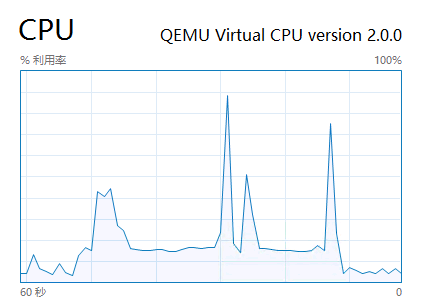 CPU
QEMU Virtual CPU version 2.0.0
% 利用率
100%
60 秒
0